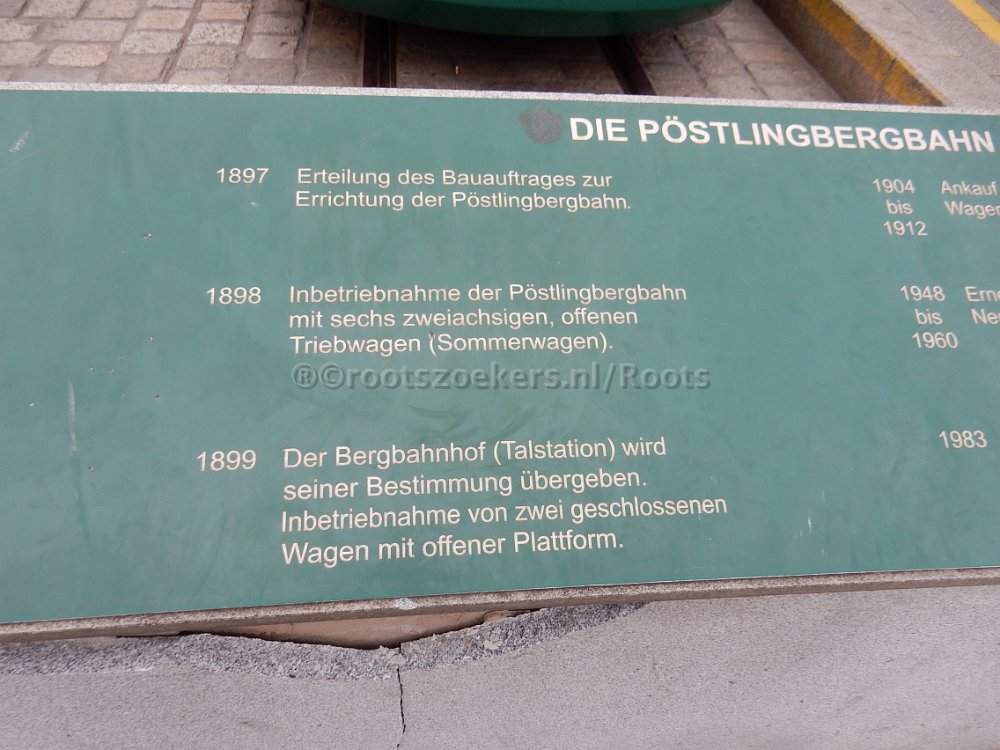 DIE PÖSTLINGBERGBAHN
1897 Erteilung des Bauauftrages zur
Errichtung der Pöstlingbergbahn.
1898 Inbetriebnahme der Pöstlingbergbahn
mit sechs zweiachsigen, offenen
Triebwagen (Sommerwagen).
1899 Der Bergbahnhof (Talstation) wird
seiner Bestimmung übergeben.
Inbetriebnahme von zwei geschlossenen
Wagen mit offener Plattform.
1904 Ankauf
bis Wagen
1912
1948
bis
1960
1983
®©rootszoekers.nl/Roots